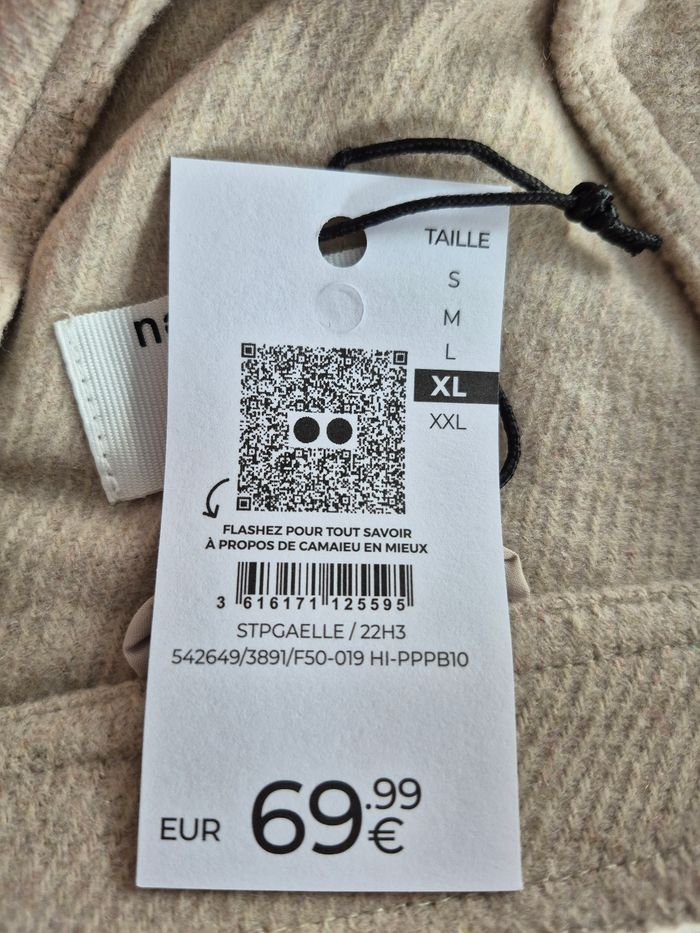 TAILLE
S
M
L
XL
XXL
FLASHEZ POUR TOUT SAVOIR
À PROPOS DE CAMAIEU EN MIEUX
3 616171 125595
STPGAELLE / 22H3
542649/3891/F50-019 HI-PPPB10
EUR 69.99 €